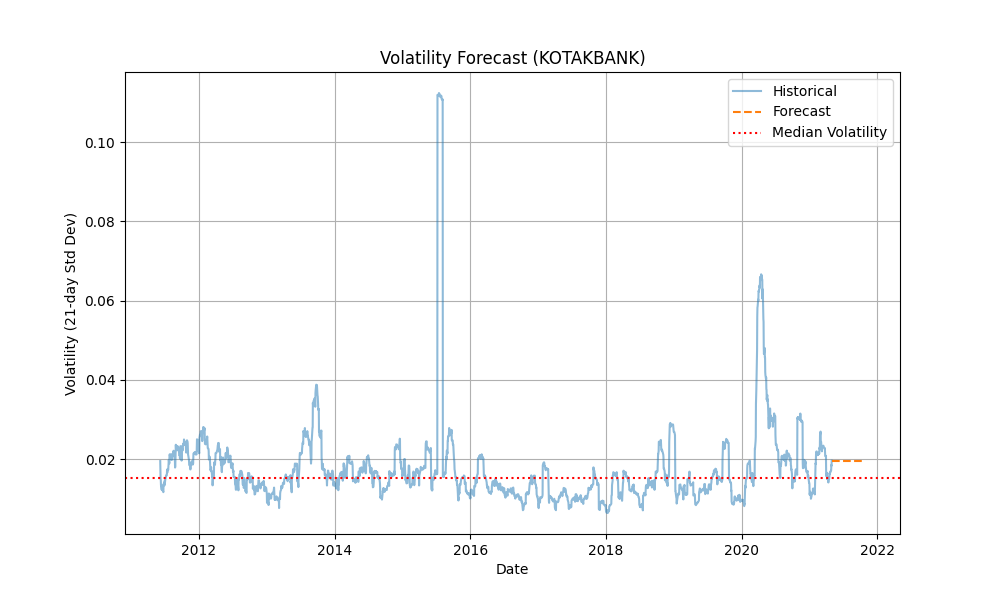 Volatility Forecast (KOTAKBANK)
Historical
Forecast
Median Volatility
Volatility (21-day Std Dev)
0.10
0.08
0.06
0.04
0.02
2012
2014
2016
2018
2020
2022
Date